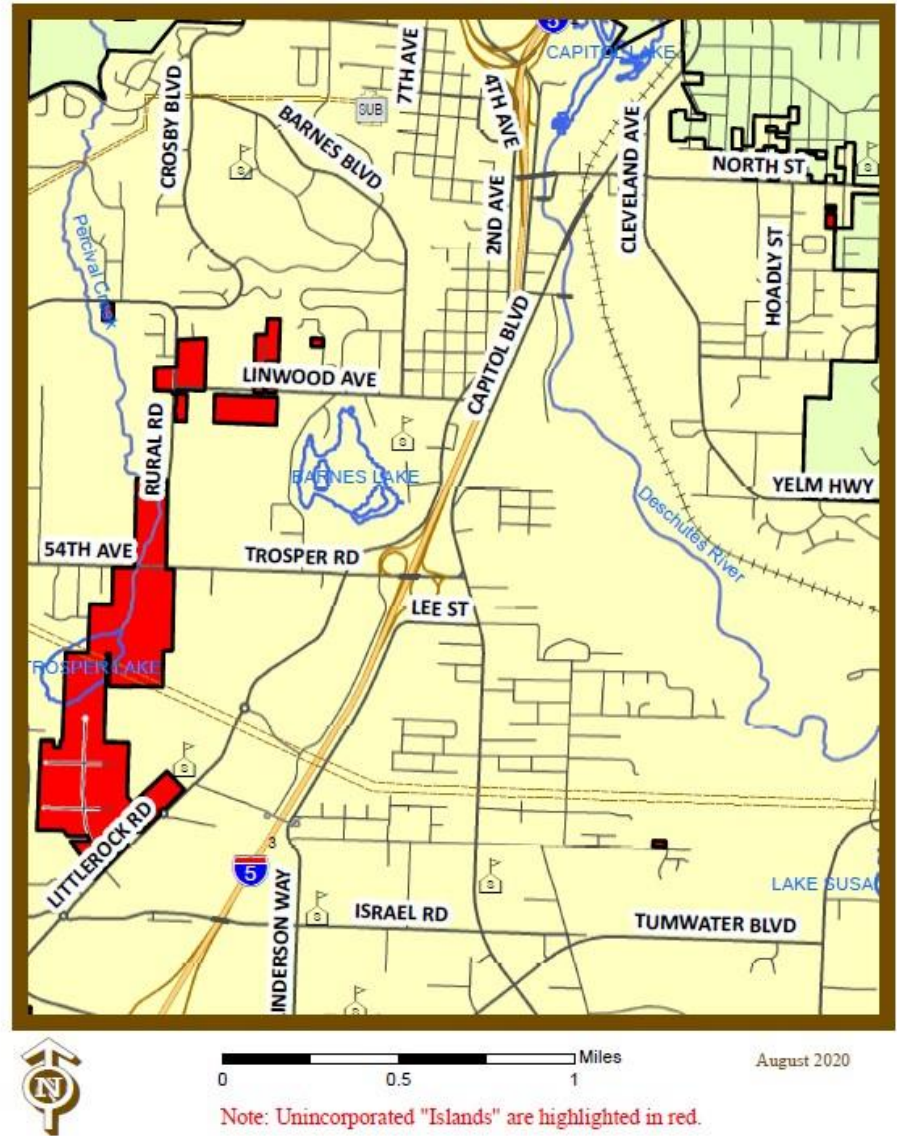 5
CAPITOL LAKE
7TH AVE
4TH AVE
CROSBY BLVD
SUB
BARNES BLVD
CLEVELAND AVE
NORTH ST
S
S
2ND AVE
HOADLY ST
Percival Creek
CAPITOL BLVD
LINWOOD AVE
RURAL RD
S
BARNES LAKE
YELM HWY
Deschutes River
54TH AVE
TROSPER RD
LEE ST
TROSPER LAKE
S
LITTLEROCK RD
3
5
S
LAKE SUSA
S
ISRAEL RD
TUMWATER BLVD
INDERSON WAY
S
N
Miles
0
0.5
1
August 2020
Note: Unincorporated "Islands" are highlighted in red.